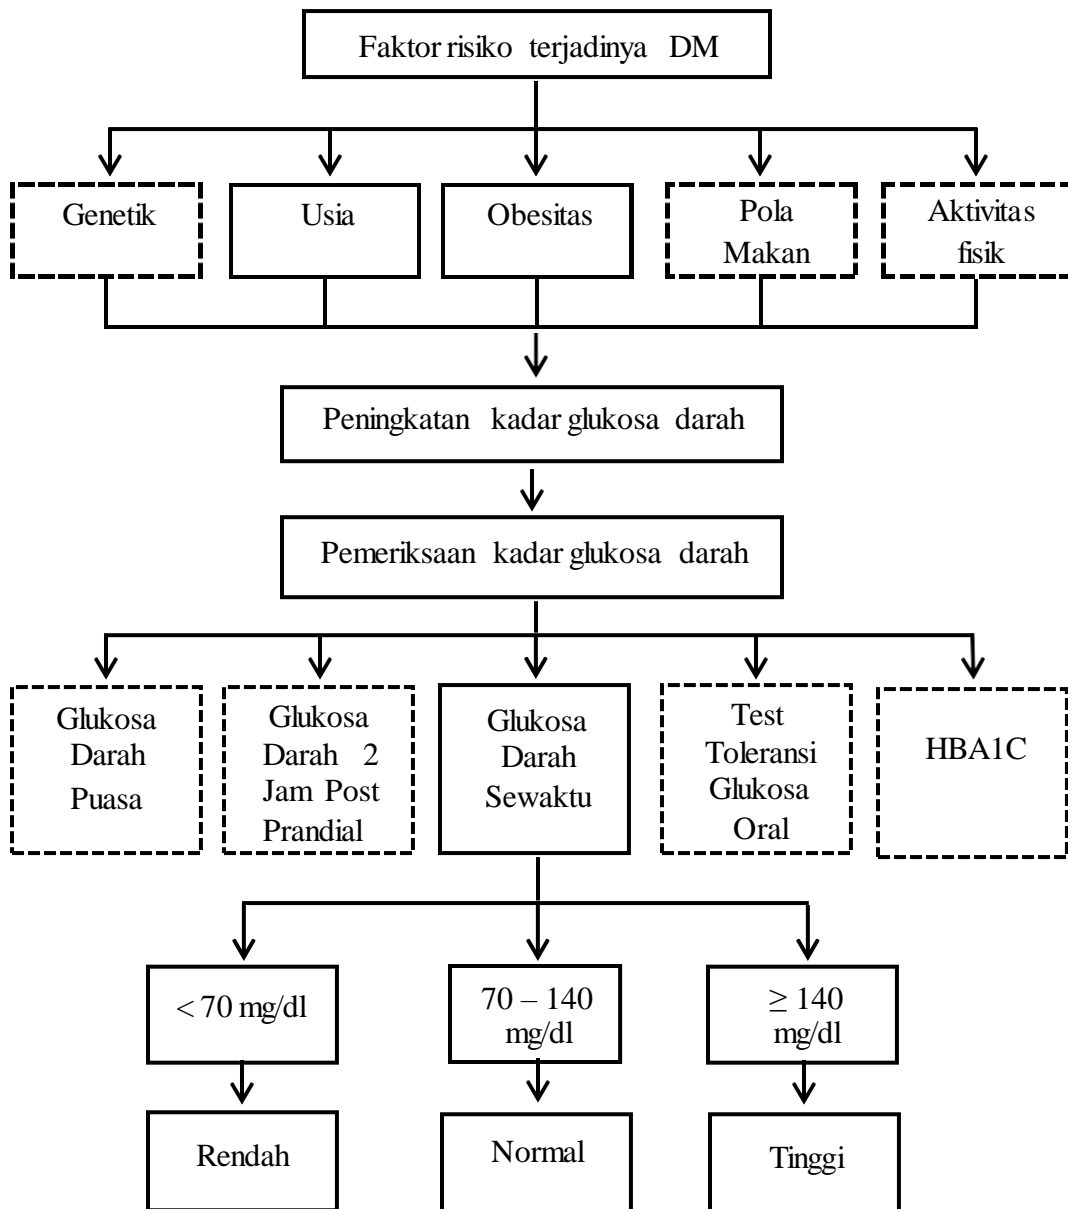 Faktor risiko terjadinya DM
Genetik
Usia
Obesitas
Pola
Makan
Aktivitas
fisik
Peningkatan kadar glukosa darah
Pemeriksaan kadar glukosa darah
Glukosa
Darah
Puasa
Glukosa
Darah 2
Jam Post
Prandial
Glukosa
Darah
Sewaktu
Test
Toleransi
Glukosa
Oral
HBA1C
< 70 mg/dl
70 – 140
mg/dl
≥ 140
mg/dl
Rendah
Normal
Tinggi